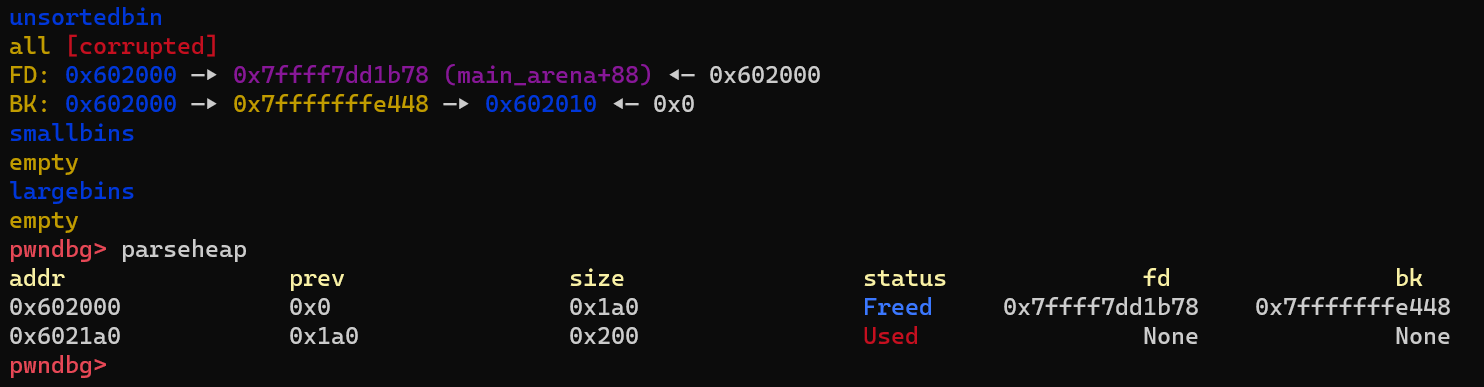 unsortedbin
all [corrupted]
FD: 0x602000 —▸ 0x7ffff7dd1b78 (main_arena+88) ◂— 0x602000
BK: 0x602000 —▸ 0x7fffffffe448 —▸ 0x602010 ◂— 0x0
smallbins
empty
largebins
empty
pwndbg> parseheap
addr prev size status fd bk
0x602000 0x0 0x1a0 Freed 0x7ffff7dd1b78 0x7fffffffe448
0x6021a0 0x1a0 0x200 Used None None
pwndbg>